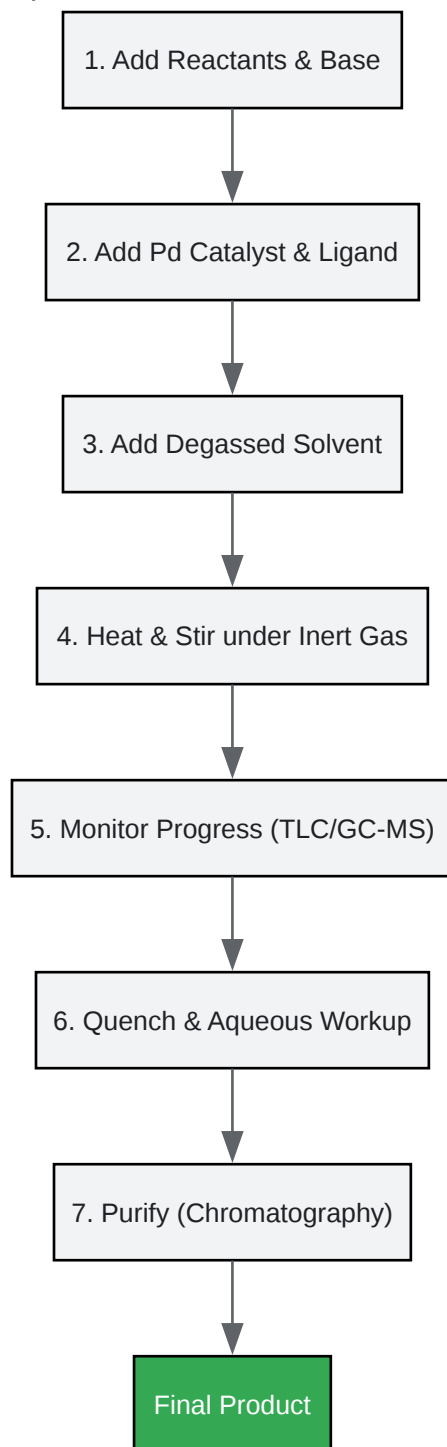 1. Add Reactants & Base
2. Add Pd Catalyst & Ligand
3. Add Degassed Solvent
4. Heat & Stir under Inert Gas
5. Monitor Progress (TLC/GC-MS)
6. Quench & Aqueous Workup
7. Purify (Chromatography)
Final Product